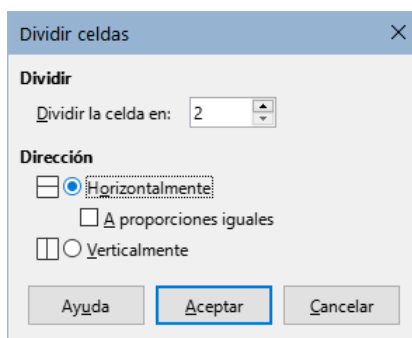 Dividir celdas
Dividir
Dividir la celda en: 2
Dirección
Horizontalmente
A proporciones iguales
Verticalmente
Ayuda Aceptar Cancelar